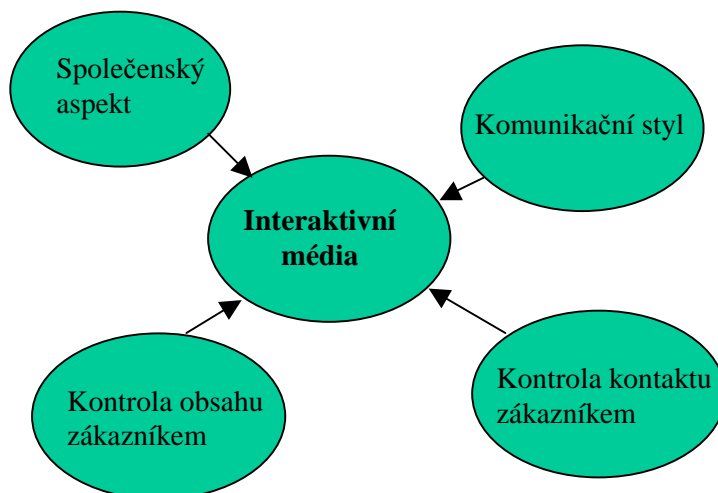 Společenský
aspekt
Komunikační styl
Interaktivní
média
Kontrola obsahu
zákazníkem
Kontrola kontaktu
zákazníkem